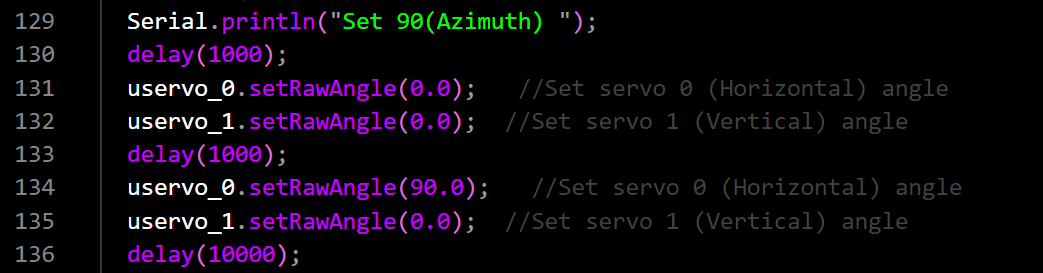 129 Serial.println("Set 90(Azimuth) ");
130 delay(1000);
131 uservo_0.setRawAngle(0.0); //Set servo 0 (Horizontal) angle
132 uservo_1.setRawAngle(0.0); //Set servo 1 (Vertical) angle
133 delay(1000);
134 uservo_0.setRawAngle(90.0); //Set servo 0 (Horizontal) angle
135 uservo_1.setRawAngle(0.0); //Set servo 1 (Vertical) angle
136 delay(10000);